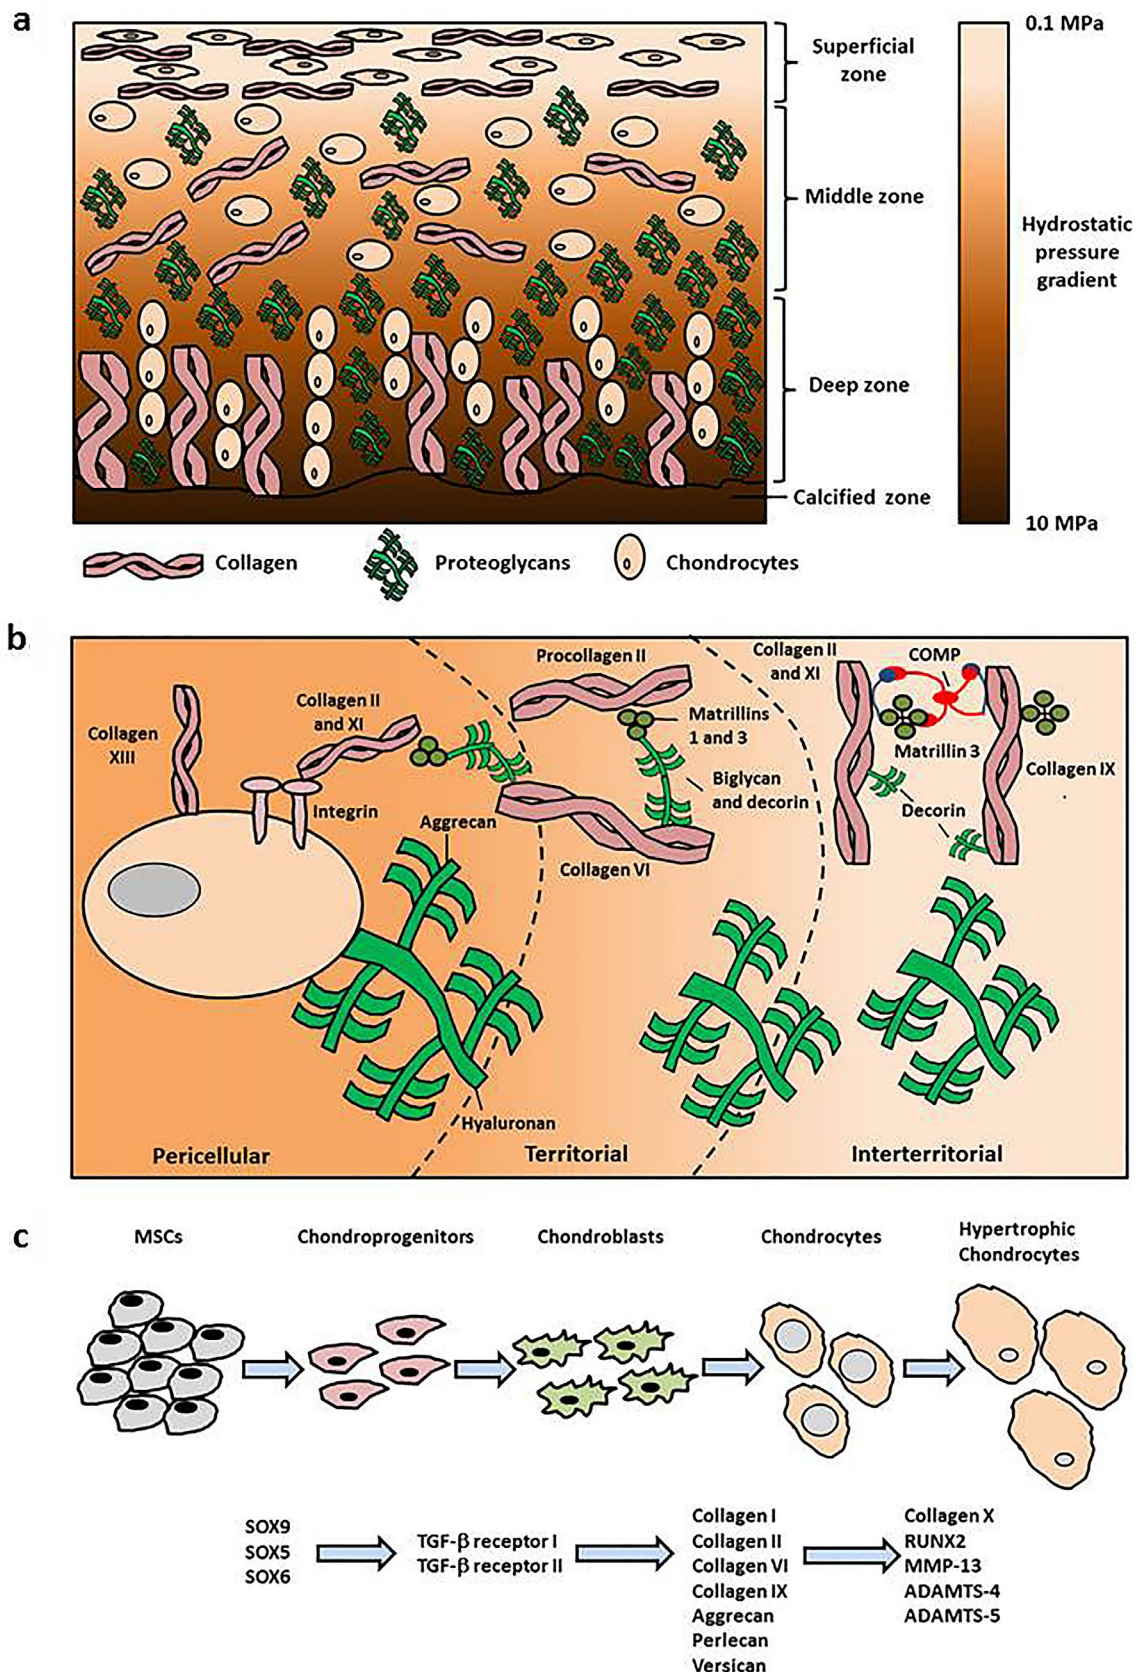 a
0.1 MPa
Superficial
zone
Middle zone
Hydrostatic
pressure
gradient
Deep zone
Calcified zone
10 MPa
Collagen
Proteoglycans
Chondrocytes
b
Collagen
XIII
Collagen II
and XI
Integrin
Aggrecan
Procollagen II
Matrillins
1 and 3
Biglycan
and decorin
Collagen VI
Collagen II
and XI
COMP
Matrillin 3
Collagen IX
Decorin
Hyaluronan
Pericellular
Territorial
Interterritorial
c
MSCs
Chondroprogenitors
Chondroblasts
Chondrocytes
Hypertrophic
Chondrocytes
SOX9
SOX5
SOX6
TGF-β receptor I
TGF-β receptor II
Collagen I
Collagen II
Collagen VI
Collagen IX
Aggrecan
Perlecan
Versican
Collagen X
RUNX2
MMP-13
ADAMTS-4
ADAMTS-5